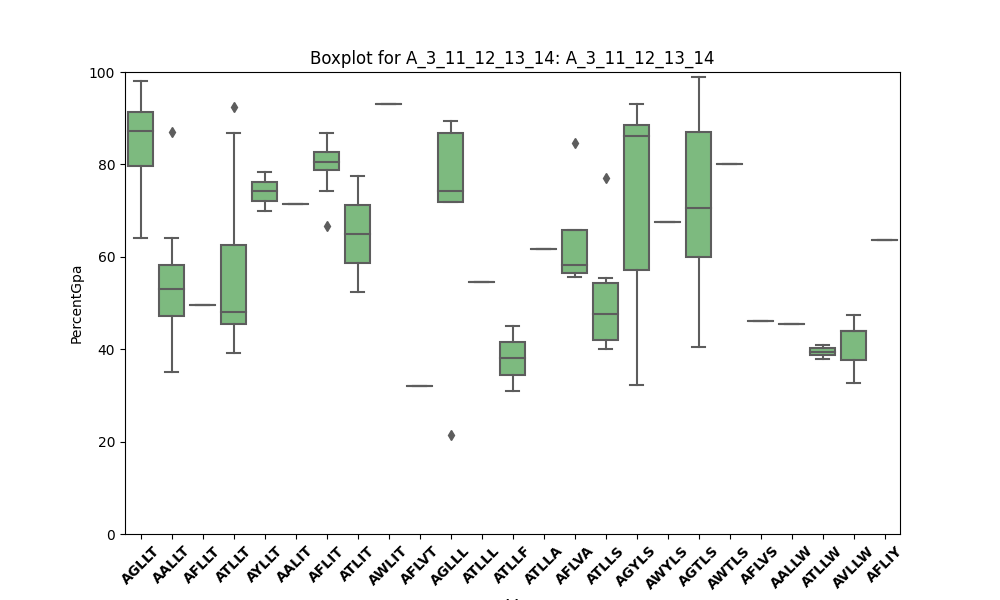 Boxplot for A_3_11_12_13_14: A_3_11_12_13_14
PercentGpa
100
80
60
40
20
0
AGLLT
AALLT
AFLLT
ATLLT
AYLLT
AALIT
AFLIT
ATLIT
AWLIT
AFLVT
AGLLL
ATLLL
ATLLF
ATLLA
AFLVA
ATLLS
AGYLS
AWYLS
AGTLS
AWTLS
AFLVS
AALLW
ATLLW
AVLLW
AFLIY